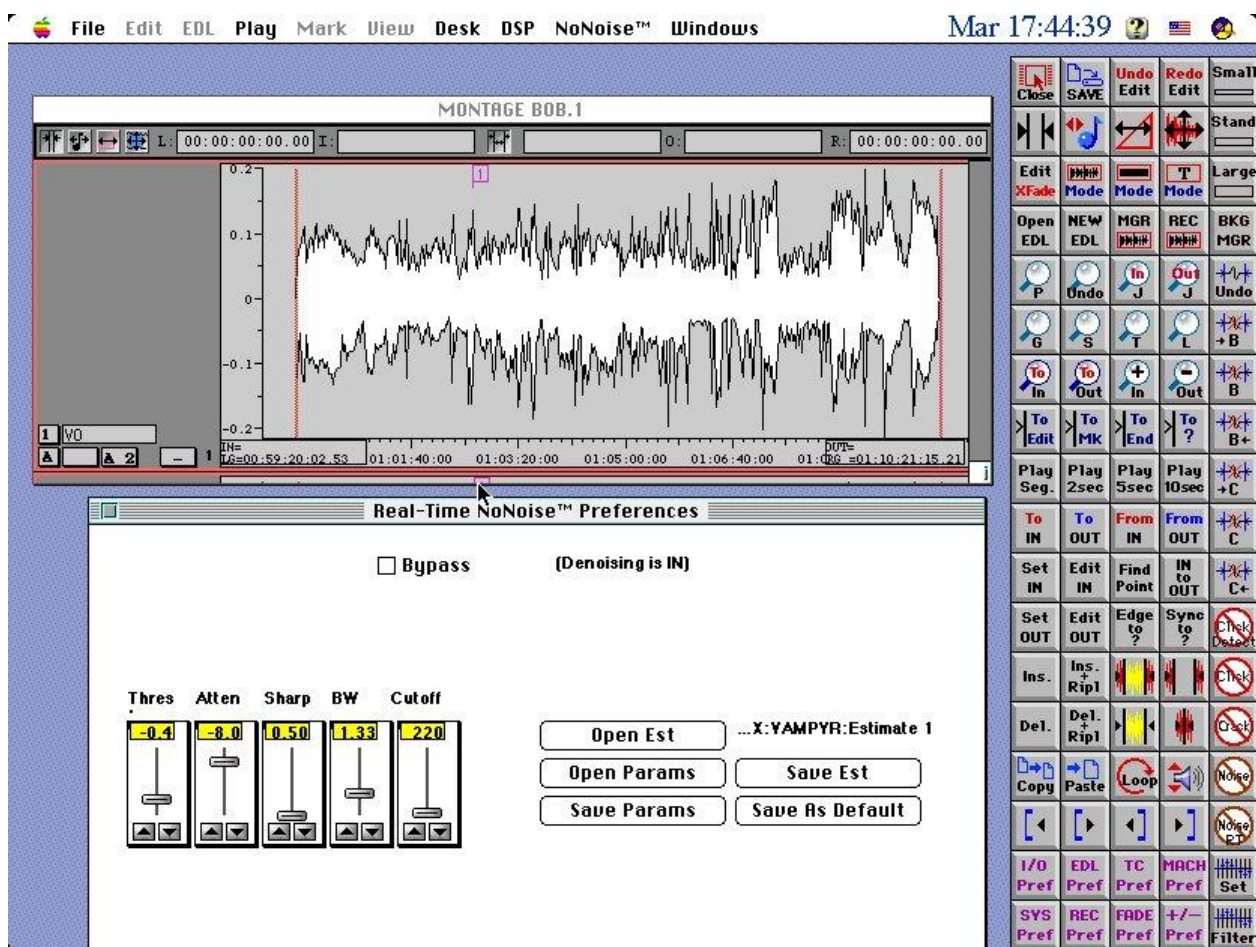 File Edit EDL Play Mark View Desk DSP NoNoise™ Windows Mar 17:44:39
MONTAGE BOB.1
L: 00:00:00:00.00 I: O: R: 00:00:00:00.00
1
0.2
0.1
0
-0.1
-0.2
1 VO
A A 2 - 1
IN= OUT=
LG=00:59:20:02.53 01:01:40:00 01:03:20:00 01:05:00:00 01:06:40:00 RG =01:10:21:15.21
j
Real-Time NoNoise™ Preferences
Bypass (Denoising is IN)
Thres Atten Sharp BW Cutoff
-0.4 -8.0 0.50 1.33 220
Open Est ...X:VAMPYR:Estimate 1
Open Params Save Est
Save Params Save As Default
Close SAVE Undo Edit Redo Edit Small
Stand
Edit XFade Mode Mode T Mode Large
Open EDL NEW EDL MGR REC BKG MGR
P Undo In J Out J Undo
G S T L →B
To In To Out + In - Out B
To Edit To MK To End To ? B←
Play Seg. Play 2sec Play 5sec Play 10sec →C
To IN To OUT From IN From OUT C
Set IN Edit IN Find Point IN to OUT C←
Set OUT Edit OUT Edge to ? Sync to ? Click Detect
Ins. Ins. + Ripl Click
Del. Del. + Ripl Crack
Copy Paste Loop Noise
Noise RT
I/O Pref EDL Pref TC Pref MACH Pref Set
SYS Pref REC Pref FADE Pref +/- Pref Filter